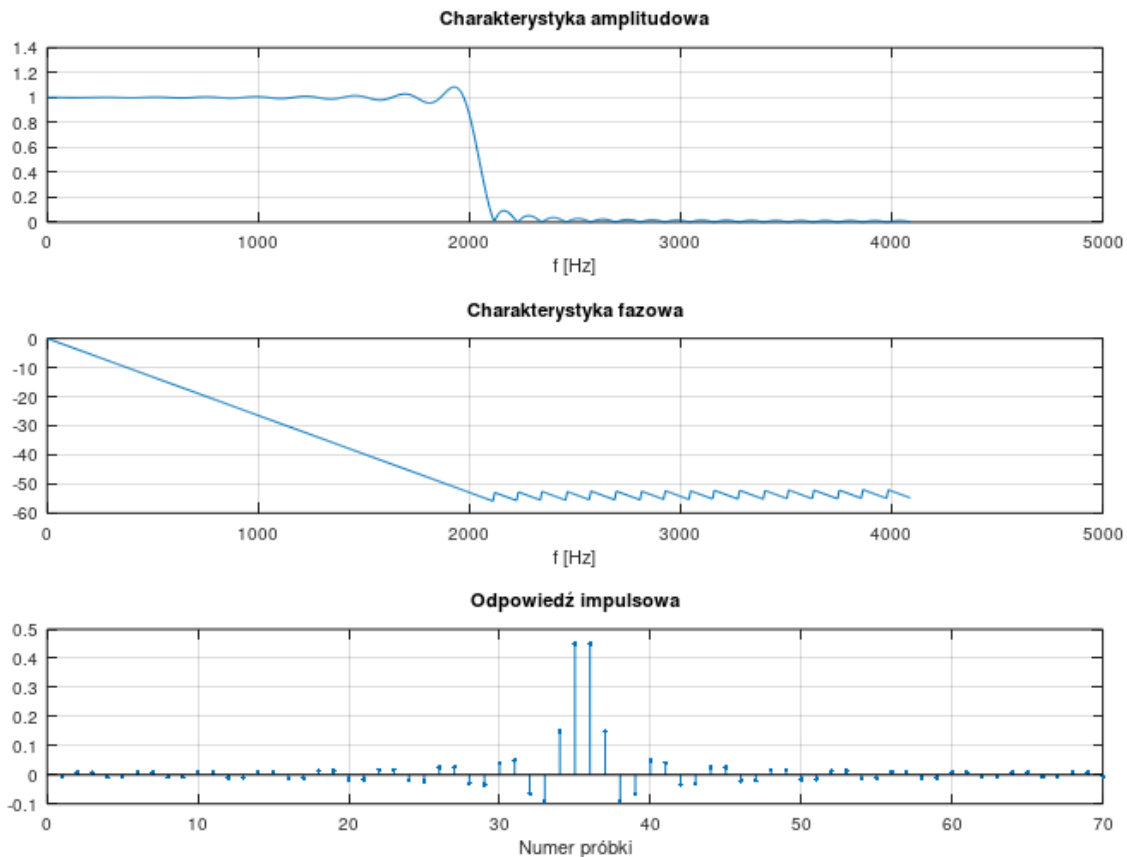 Charakterystyka amplitudowa
1.4
1.2
1
0.8
0.6
0.4
0.2
0
0 1000 2000 3000 4000 5000
f [Hz]
Charakterystyka fazowa
0
-10
-20
-30
-40
-50
-60
0 1000 2000 3000 4000 5000
f [Hz]
Odpowiedź impulsowa
0.5
0.4
0.3
0.2
0.1
0
-0.1
0 10 20 30 40 50 60 70
Numer próbki